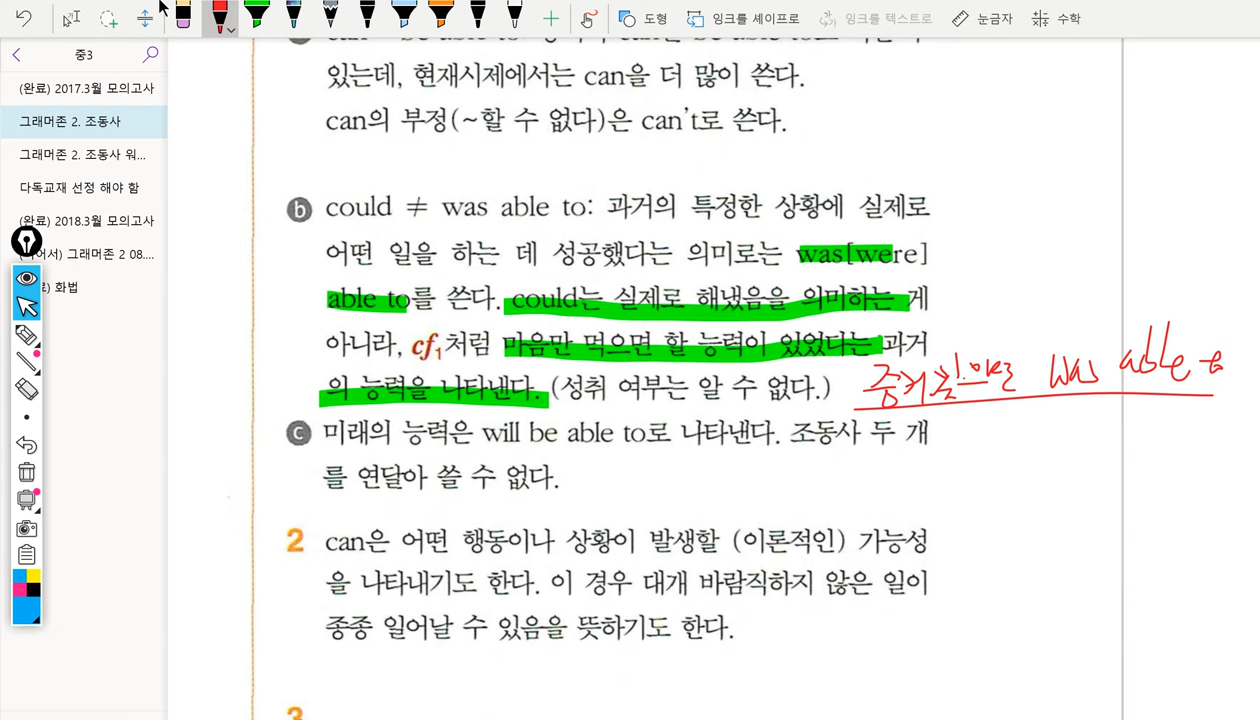 도형
잉크를 셰이프로
잉크를 텍스트로
눈금자
수학
중3
(완료) 2017.3월 모의고사
그래머존 2. 조동사
그래머존 2. 조동사 워...
다독교재 선정 해야 함
(완료) 2018.3월 모의고사
어서) 그래머존 2 08....
) 화법
있는데, 현재시제에서는 can을 더 많이 쓴다.
can의 부정(~할 수 없다)은 can't로 쓴다.
b could ≠ was able to: 과거의 특정한 상황에 실제로
어떤 일을 하는 데 성공했다는 의미로는 was[were]
able to를 쓴다. could는 실제로 해냈음을 의미하는 게
아니라, cf1처럼 마음만 먹으면 할 능력이 있었다는 과거
의 능력을 나타낸다. (성취 여부는 알 수 없다.)
was able to
c 미래의 능력은 will be able to로 나타낸다. 조동사 두 개
를 연달아 쓸 수 없다.
2 can은 어떤 행동이나 상황이 발생할 (이론적인) 가능성
을 나타내기도 한다. 이 경우 대개 바람직하지 않은 일이
종종 일어날 수 있음을 뜻하기도 한다.
3